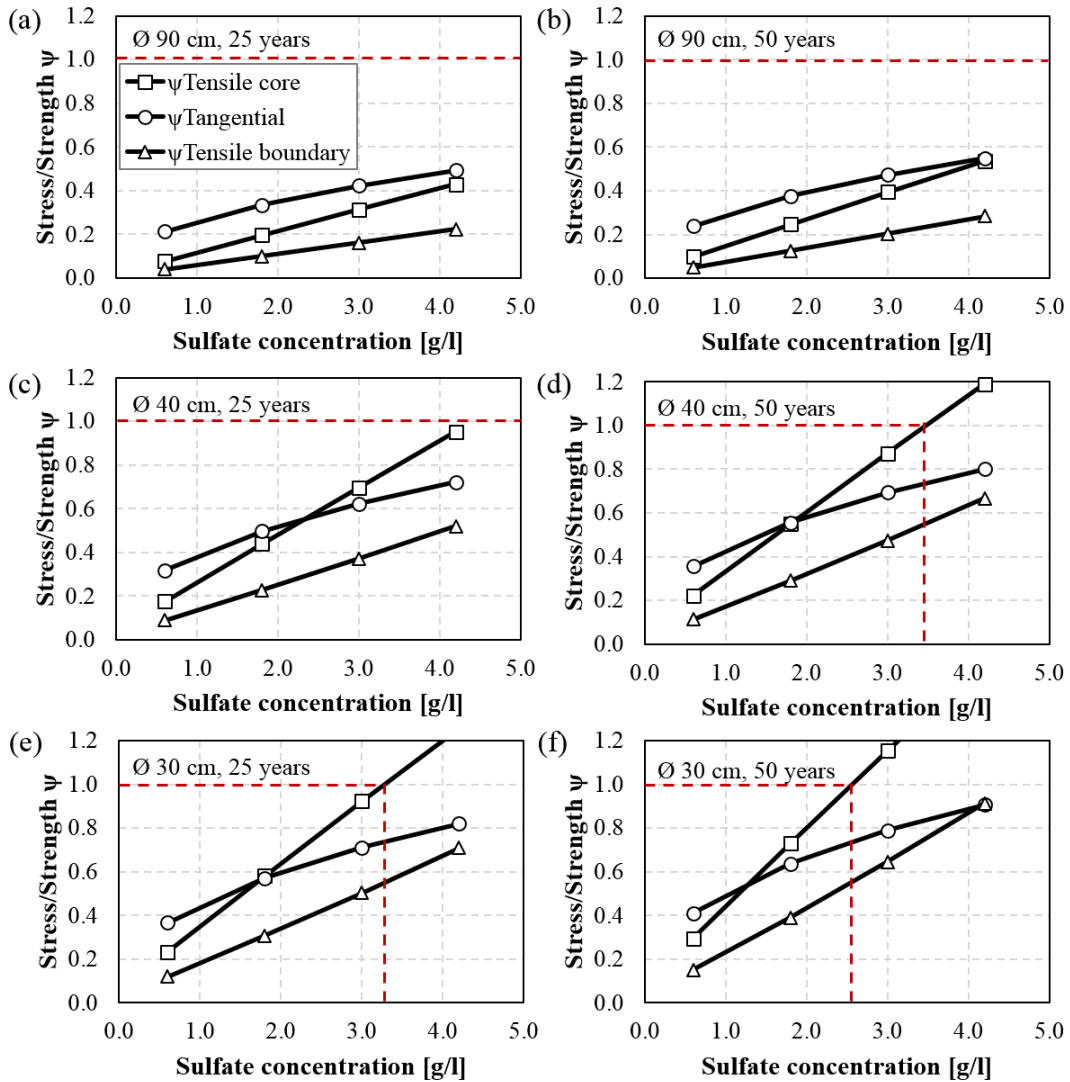 (a)
Stress/Strength ψ
1.2
1.0
0.8
0.6
0.4
0.2
0.0
Ø 90 cm, 25 years
ψTensile core
ψTangential
ψTensile boundary
0.0 1.0 2.0 3.0 4.0 5.0
Sulfate concentration [g/l]
(b)
Stress/Strength ψ
1.2
1.0
0.8
0.6
0.4
0.2
0.0
Ø 90 cm, 50 years
0.0 1.0 2.0 3.0 4.0 5.0
Sulfate concentration [g/l]
(c)
Stress/Strength ψ
1.2
1.0
0.8
0.6
0.4
0.2
0.0
Ø 40 cm, 25 years
0.0 1.0 2.0 3.0 4.0 5.0
Sulfate concentration [g/l]
(d)
Stress/Strength ψ
1.2
1.0
0.8
0.6
0.4
0.2
0.0
Ø 40 cm, 50 years
0.0 1.0 2.0 3.0 4.0 5.0
Sulfate concentration [g/l]
(e)
Stress/Strength ψ
1.2
1.0
0.8
0.6
0.4
0.2
0.0
Ø 30 cm, 25 years
0.0 1.0 2.0 3.0 4.0 5.0
Sulfate concentration [g/l]
(f)
Stress/Strength ψ
1.2
1.0
0.8
0.6
0.4
0.2
0.0
Ø 30 cm, 50 years
0.0 1.0 2.0 3.0 4.0 5.0
Sulfate concentration [g/l]